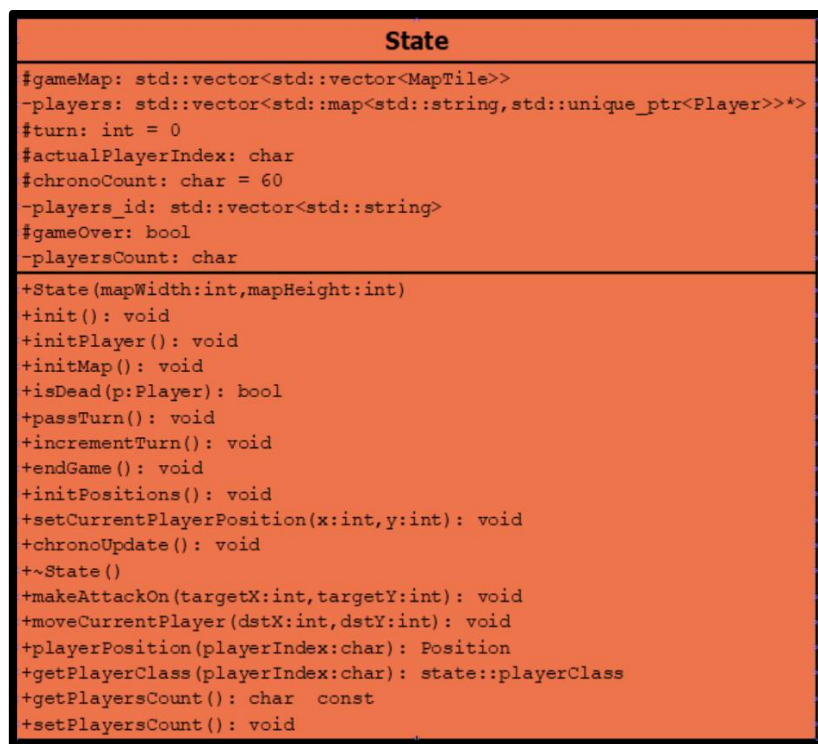 State
#gameMap: std::vector<std::vector<MapTile>>
-players: std::vector<std::map<std::string,std::unique_ptr<Player>>*>
#turn: int = 0
#actualPlayerIndex: char
#chronoCount: char = 60
-players_id: std::vector<std::string>
#gameOver: bool
-playersCount: char
+State(mapWidth:int,mapHeight:int)
+init(): void
+initPlayer(): void
+initMap(): void
+isDead(p:Player): bool
+passTurn(): void
+incrementTurn(): void
+endGame(): void
+initPositions(): void
+setCurrentPlayerPosition(x:int,y:int): void
+chronoUpdate(): void
+~State()
+makeAttackOn(targetX:int,targetY:int): void
+moveCurrentPlayer(dstX:int,dstY:int): void
+playerPosition(playerIndex:char): Position
+getPlayerClass(playerIndex:char): state::playerClass
+getPlayersCount(): char  const
+setPlayersCount(): void